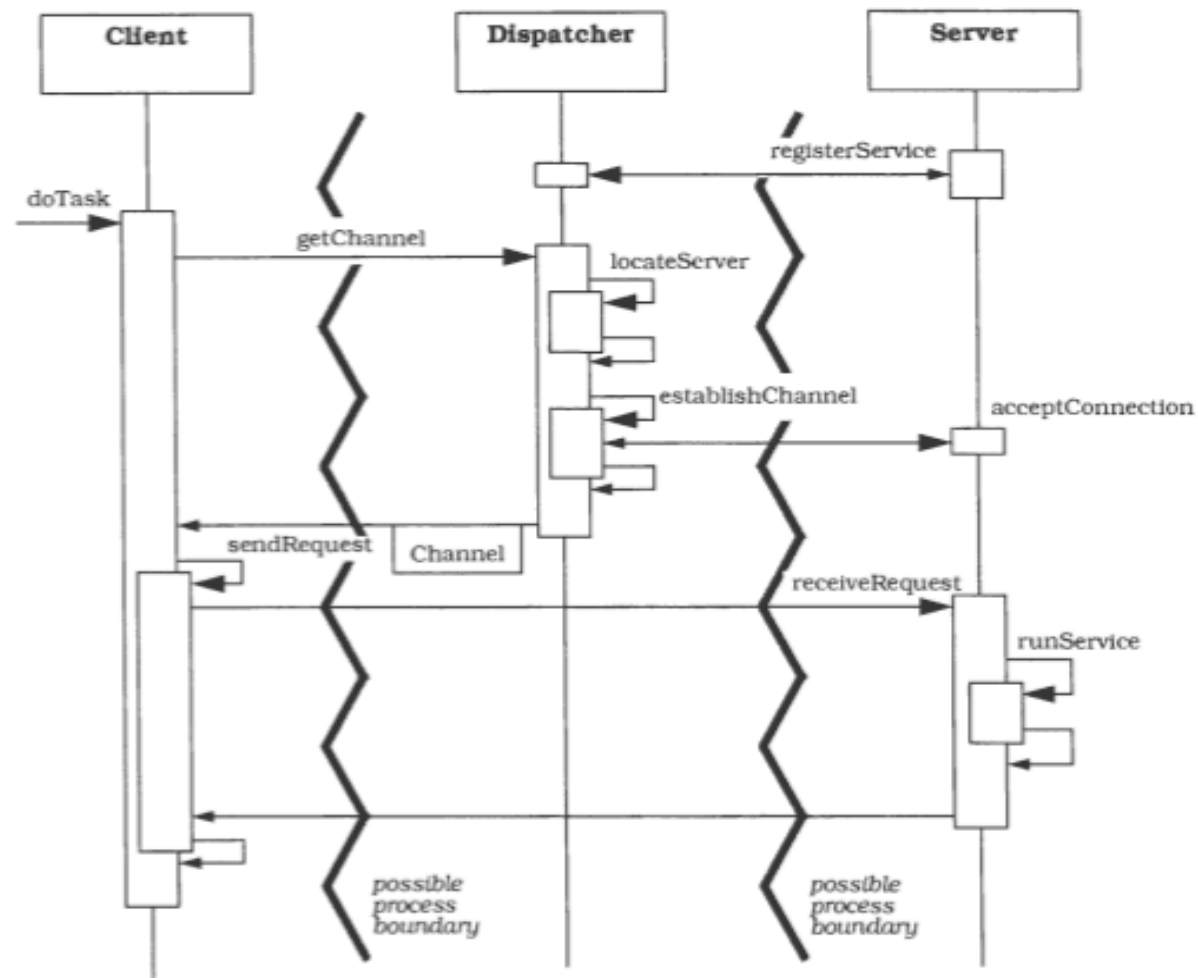 Client
Dispatcher
Server
registerService
doTask
getChannel
locateServer
establishChannel
acceptConnection
sendRequest
Channel
receiveRequest
runService
possible
process
boundary
possible
process
boundary